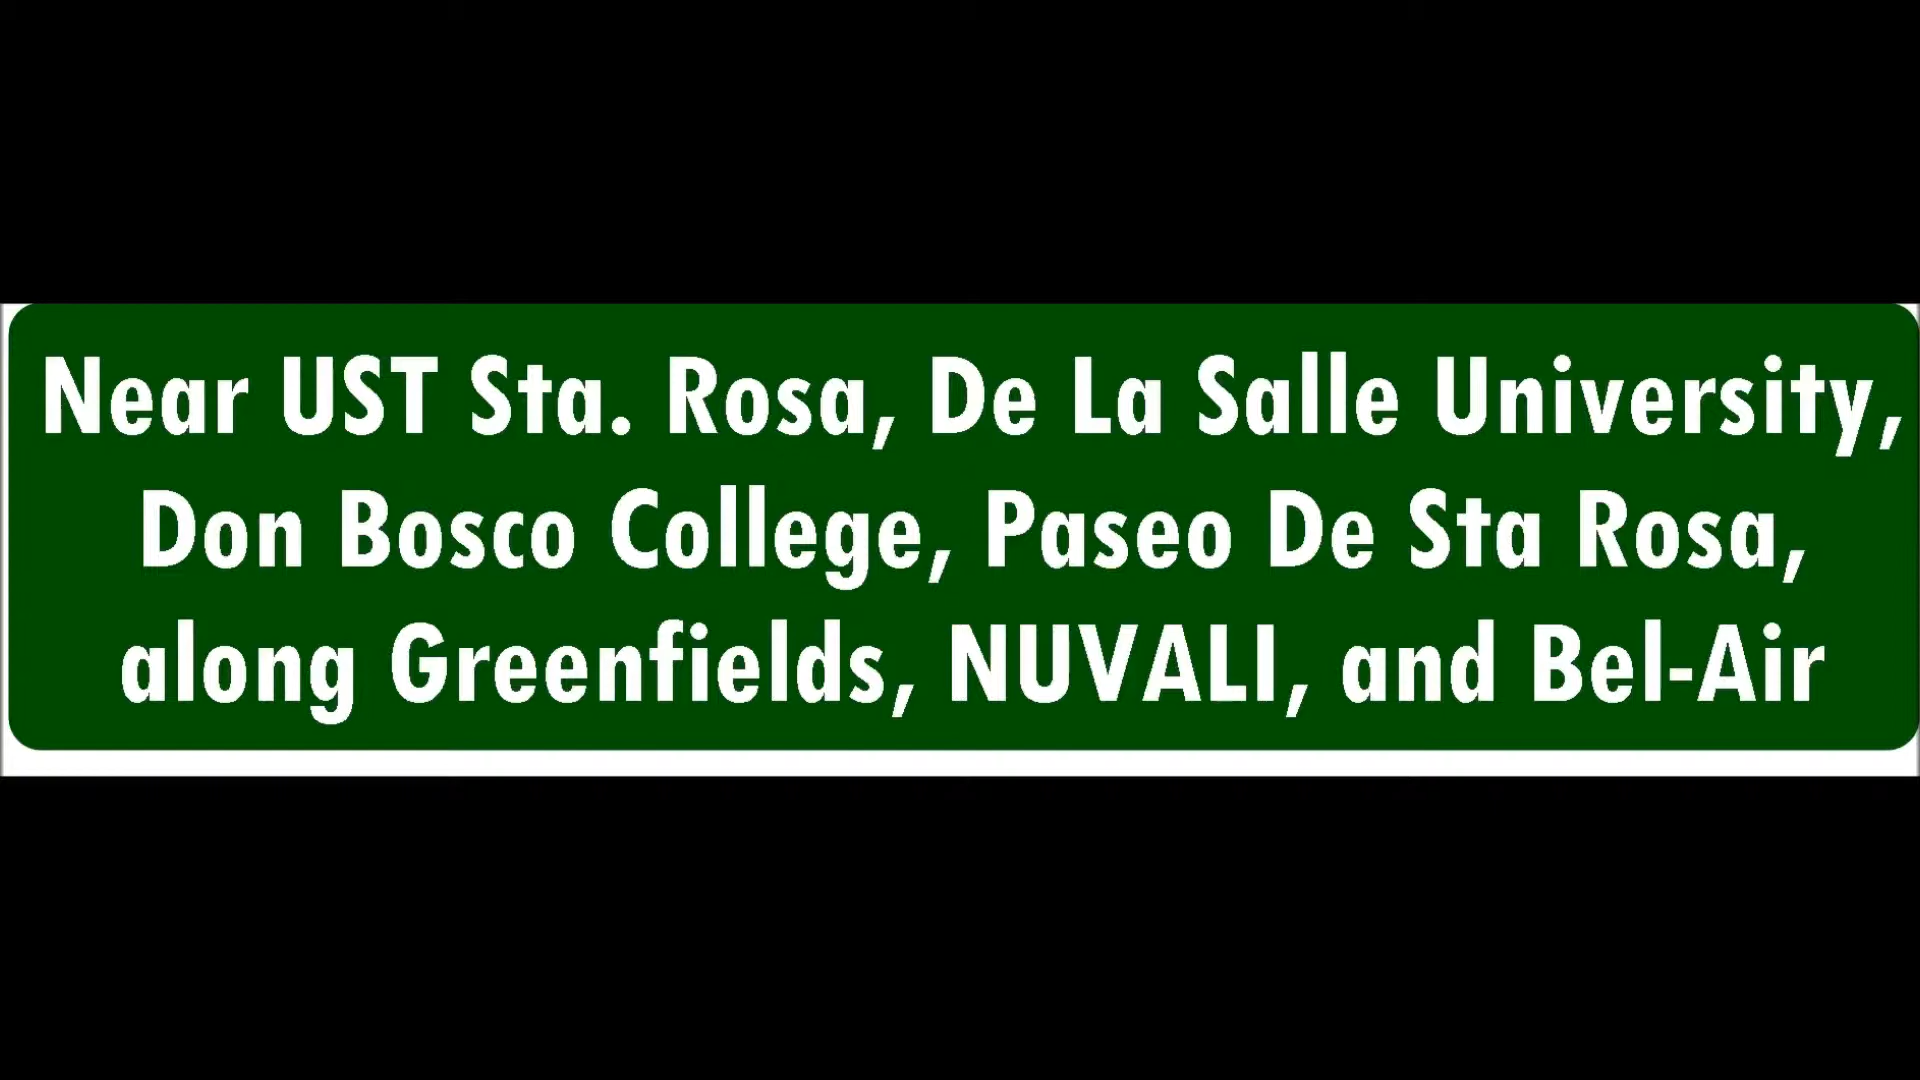 Near UST Sta. Rosa, De La Salle University,
Don Bosco College, Paseo De Sta Rosa,
along Greenfields, NUVALI, and Bel-Air